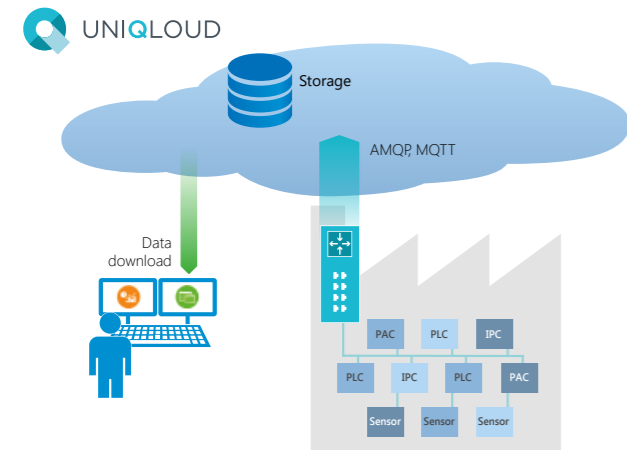 UNIQLOUD
Storage
AMQP, MQTT
Data
download
PAC PLC IPC
PLC IPC PLC PAC
Sensor Sensor Sensor